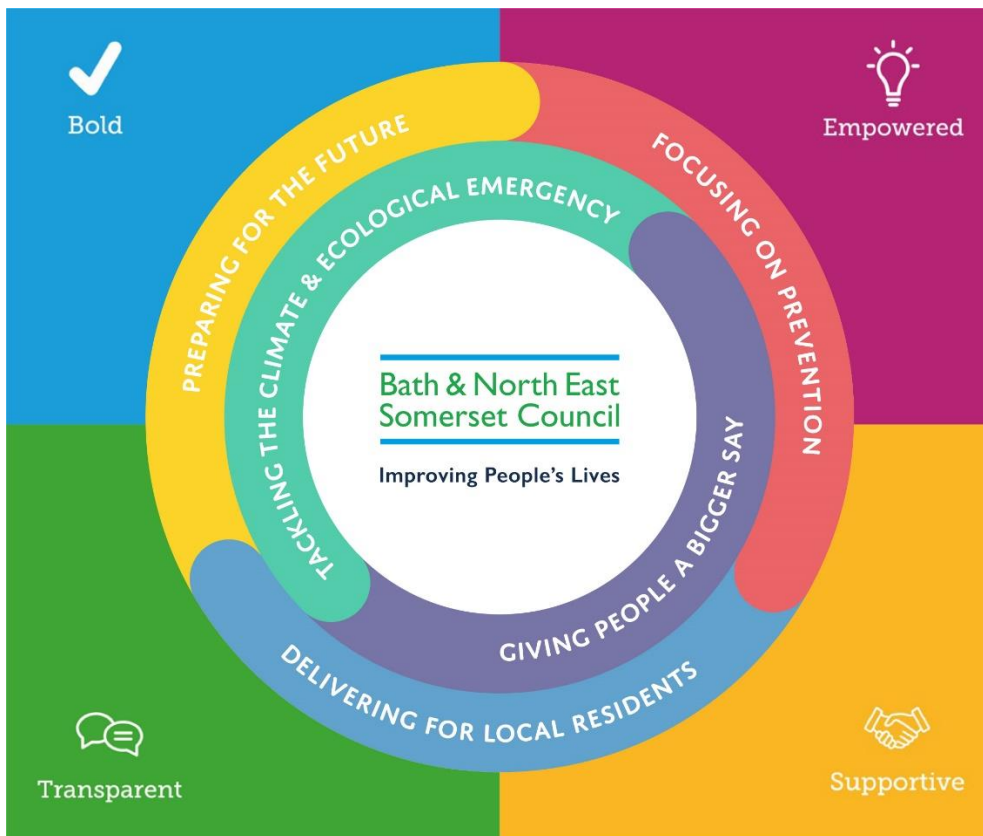 Bold
Empowered
PREPARING FOR THE FUTURE
FOCUSING ON PREVENTION
TACKLING THE CLIMATE & ECOLOGICAL EMERGENCY
Bath & North East
Somerset Council
Improving People's Lives
GIVING PEOPLE A BIGGER SAY
DELIVERING FOR LOCAL RESIDENTS
Transparent
Supportive